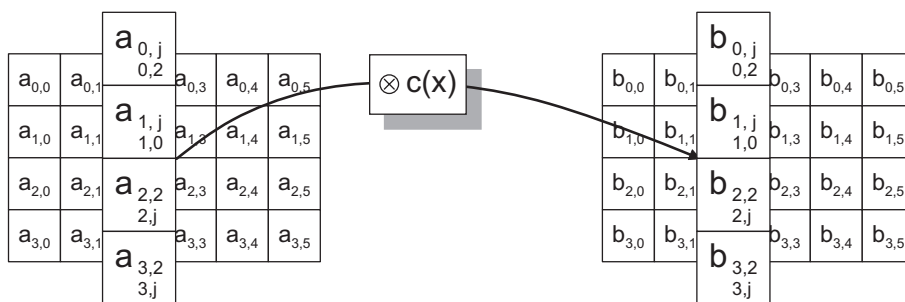 a0,j 0,2
b0,j 0,2
a0,0 a0,1 a0,3 a0,4 a0,5
⊗ c(x)
b0,0 b0,1 b0,3 b0,4 b0,5
a1,j 1,0
b1,j 1,0
a1,0 a1,1 a1,3 a1,4 a1,5
b1,0 b1,1 b1,3 b1,4 b1,5
a2,0 a2,1 a2,2 2,j a2,3 a2,4 a2,5
b2,0 b2,1 b2,2 2,j b2,3 b2,4 b2,5
a3,0 a3,1 a3,3 a3,4 a3,5
b3,0 b3,1 b3,3 b3,4 b3,5
a3,2 3,j
b3,2 3,j